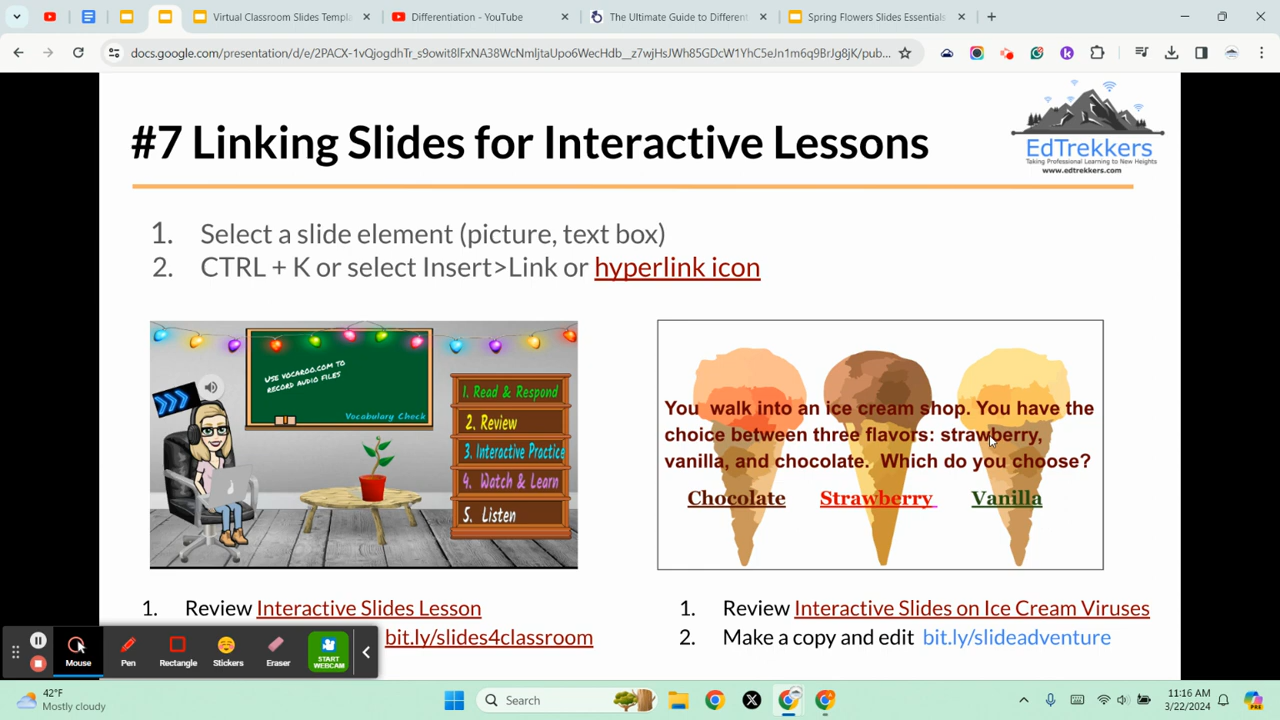 Virtual Classroom Slides Templa
Differentiation - YouTube
The Ultimate Guide to Different
Spring Flowers Slides Essentials
docs.google.com/presentation/d/e/2PACX-1vQjogdhTr_s9owit8lFxNA38WcNmljtaUpo6WecHdb__z7wjHsJWh85GDcW1YhC5eJn1m6q9BrJg8jK/pub...
#7 Linking Slides for Interactive Lessons
EdTrekkers
Taking Professional Learning to New Heights
www.edtrekkers.com
1. Select a slide element (picture, text box)
2. CTRL + K or select Insert>Link or hyperlink icon
USE VOCAROO.COM TO
RECORD AUDIO FILES
Vocabulary Check
1. Read & Respond
2. Review
3. Interactive Practice
4. Watch & Learn
5. Listen
You walk into an ice cream shop. You have the
choice between three flavors: strawberry,
vanilla, and chocolate. Which do you choose?
Chocolate Strawberry Vanilla
1. Review Interactive Slides Lesson
bit.ly/slides4classroom
1. Review Interactive Slides on Ice Cream Viruses
2. Make a copy and edit bit.ly/slideadventure
Mouse
Pen
Rectangle
Stickers
Eraser
START
WEBCAM
42°F
Mostly cloudy
Search
11:16 AM
3/22/2024
PRE